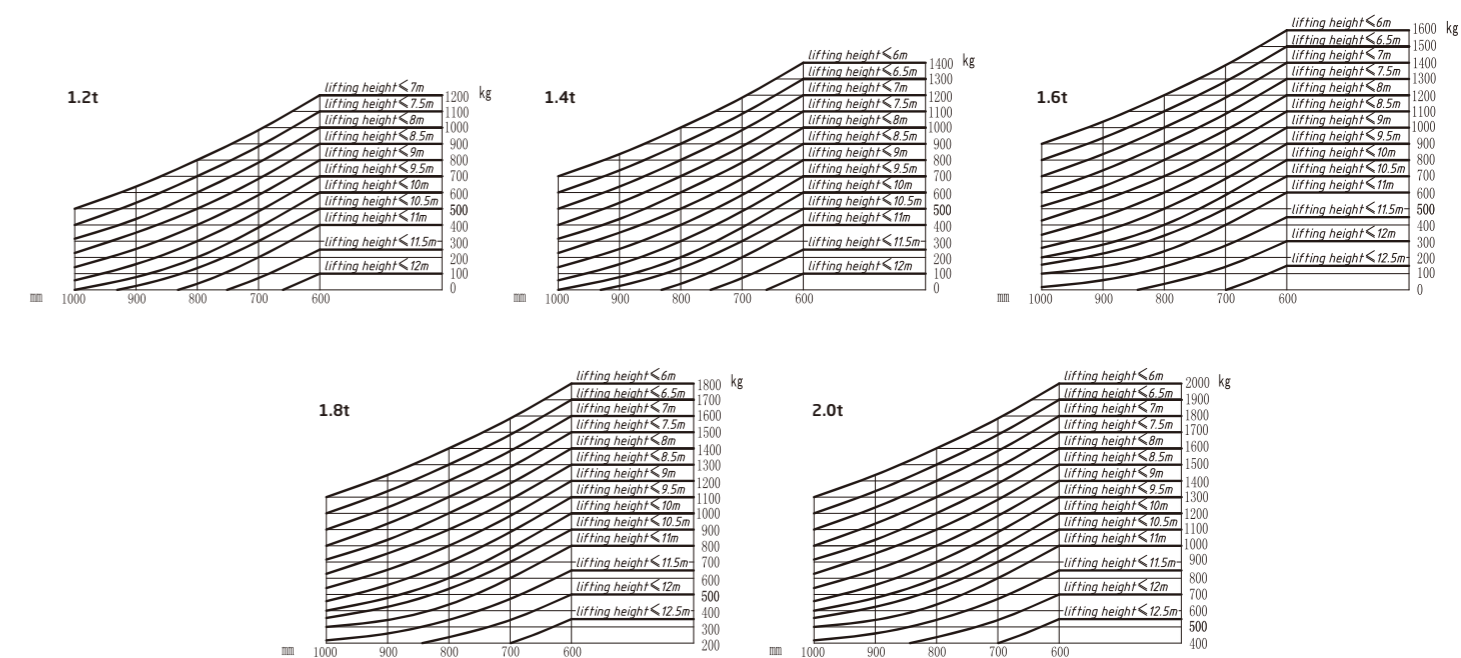 1.2t
lifting height⩽7m
lifting height⩽7.5m
lifting height⩽8m
lifting height⩽8.5m
lifting height⩽9m
lifting height⩽9.5m
lifting height⩽10m
lifting height⩽10.5m
lifting height⩽11m
lifting height⩽11.5m
lifting height⩽12m
1200 kg
1100
1000
900
800
700
600
500
400
300
200
100
0
mm 1000 900 800 700 600
1.4t
lifting height⩽6m
lifting height⩽6.5m
lifting height⩽7m
lifting height⩽7.5m
lifting height⩽8m
lifting height⩽8.5m
lifting height⩽9m
lifting height⩽9.5m
lifting height⩽10m
lifting height⩽10.5m
lifting height⩽11m
lifting height⩽11.5m
lifting height⩽12m
1400 kg
1300
1200
1100
1000
900
800
700
600
500
400
300
200
100
0
mm 1000 900 800 700 600
1.6t
lifting height⩽6m
lifting height⩽6.5m
lifting height⩽7m
lifting height⩽7.5m
lifting height⩽8m
lifting height⩽8.5m
lifting height⩽9m
lifting height⩽9.5m
lifting height⩽10m
lifting height⩽10.5m
lifting height⩽11m
lifting height⩽11.5m
lifting height⩽12m
lifting height⩽12.5m
1600 kg
1500
1400
1300
1200
1100
1000
900
800
700
600
500
400
300
200
100
0
mm 1000 900 800 700 600
1.8t
lifting height⩽6m
lifting height⩽6.5m
lifting height⩽7m
lifting height⩽7.5m
lifting height⩽8m
lifting height⩽8.5m
lifting height⩽9m
lifting height⩽9.5m
lifting height⩽10m
lifting height⩽10.5m
lifting height⩽11m
lifting height⩽11.5m
lifting height⩽12m
lifting height⩽12.5m
1800 kg
1700
1600
1500
1400
1300
1200
1100
1000
900
800
700
600
500
400
300
200
mm 1000 900 800 700 600
2.0t
lifting height⩽6m
lifting height⩽6.5m
lifting height⩽7m
lifting height⩽7.5m
lifting height⩽8m
lifting height⩽8.5m
lifting height⩽9m
lifting height⩽9.5m
lifting height⩽10m
lifting height⩽10.5m
lifting height⩽11m
lifting height⩽11.5m
lifting height⩽12m
lifting height⩽12.5m
2000 kg
1900
1800
1700
1600
1500
1400
1300
1200
1100
1000
900
800
700
600
500
400
mm 1000 900 800 700 600